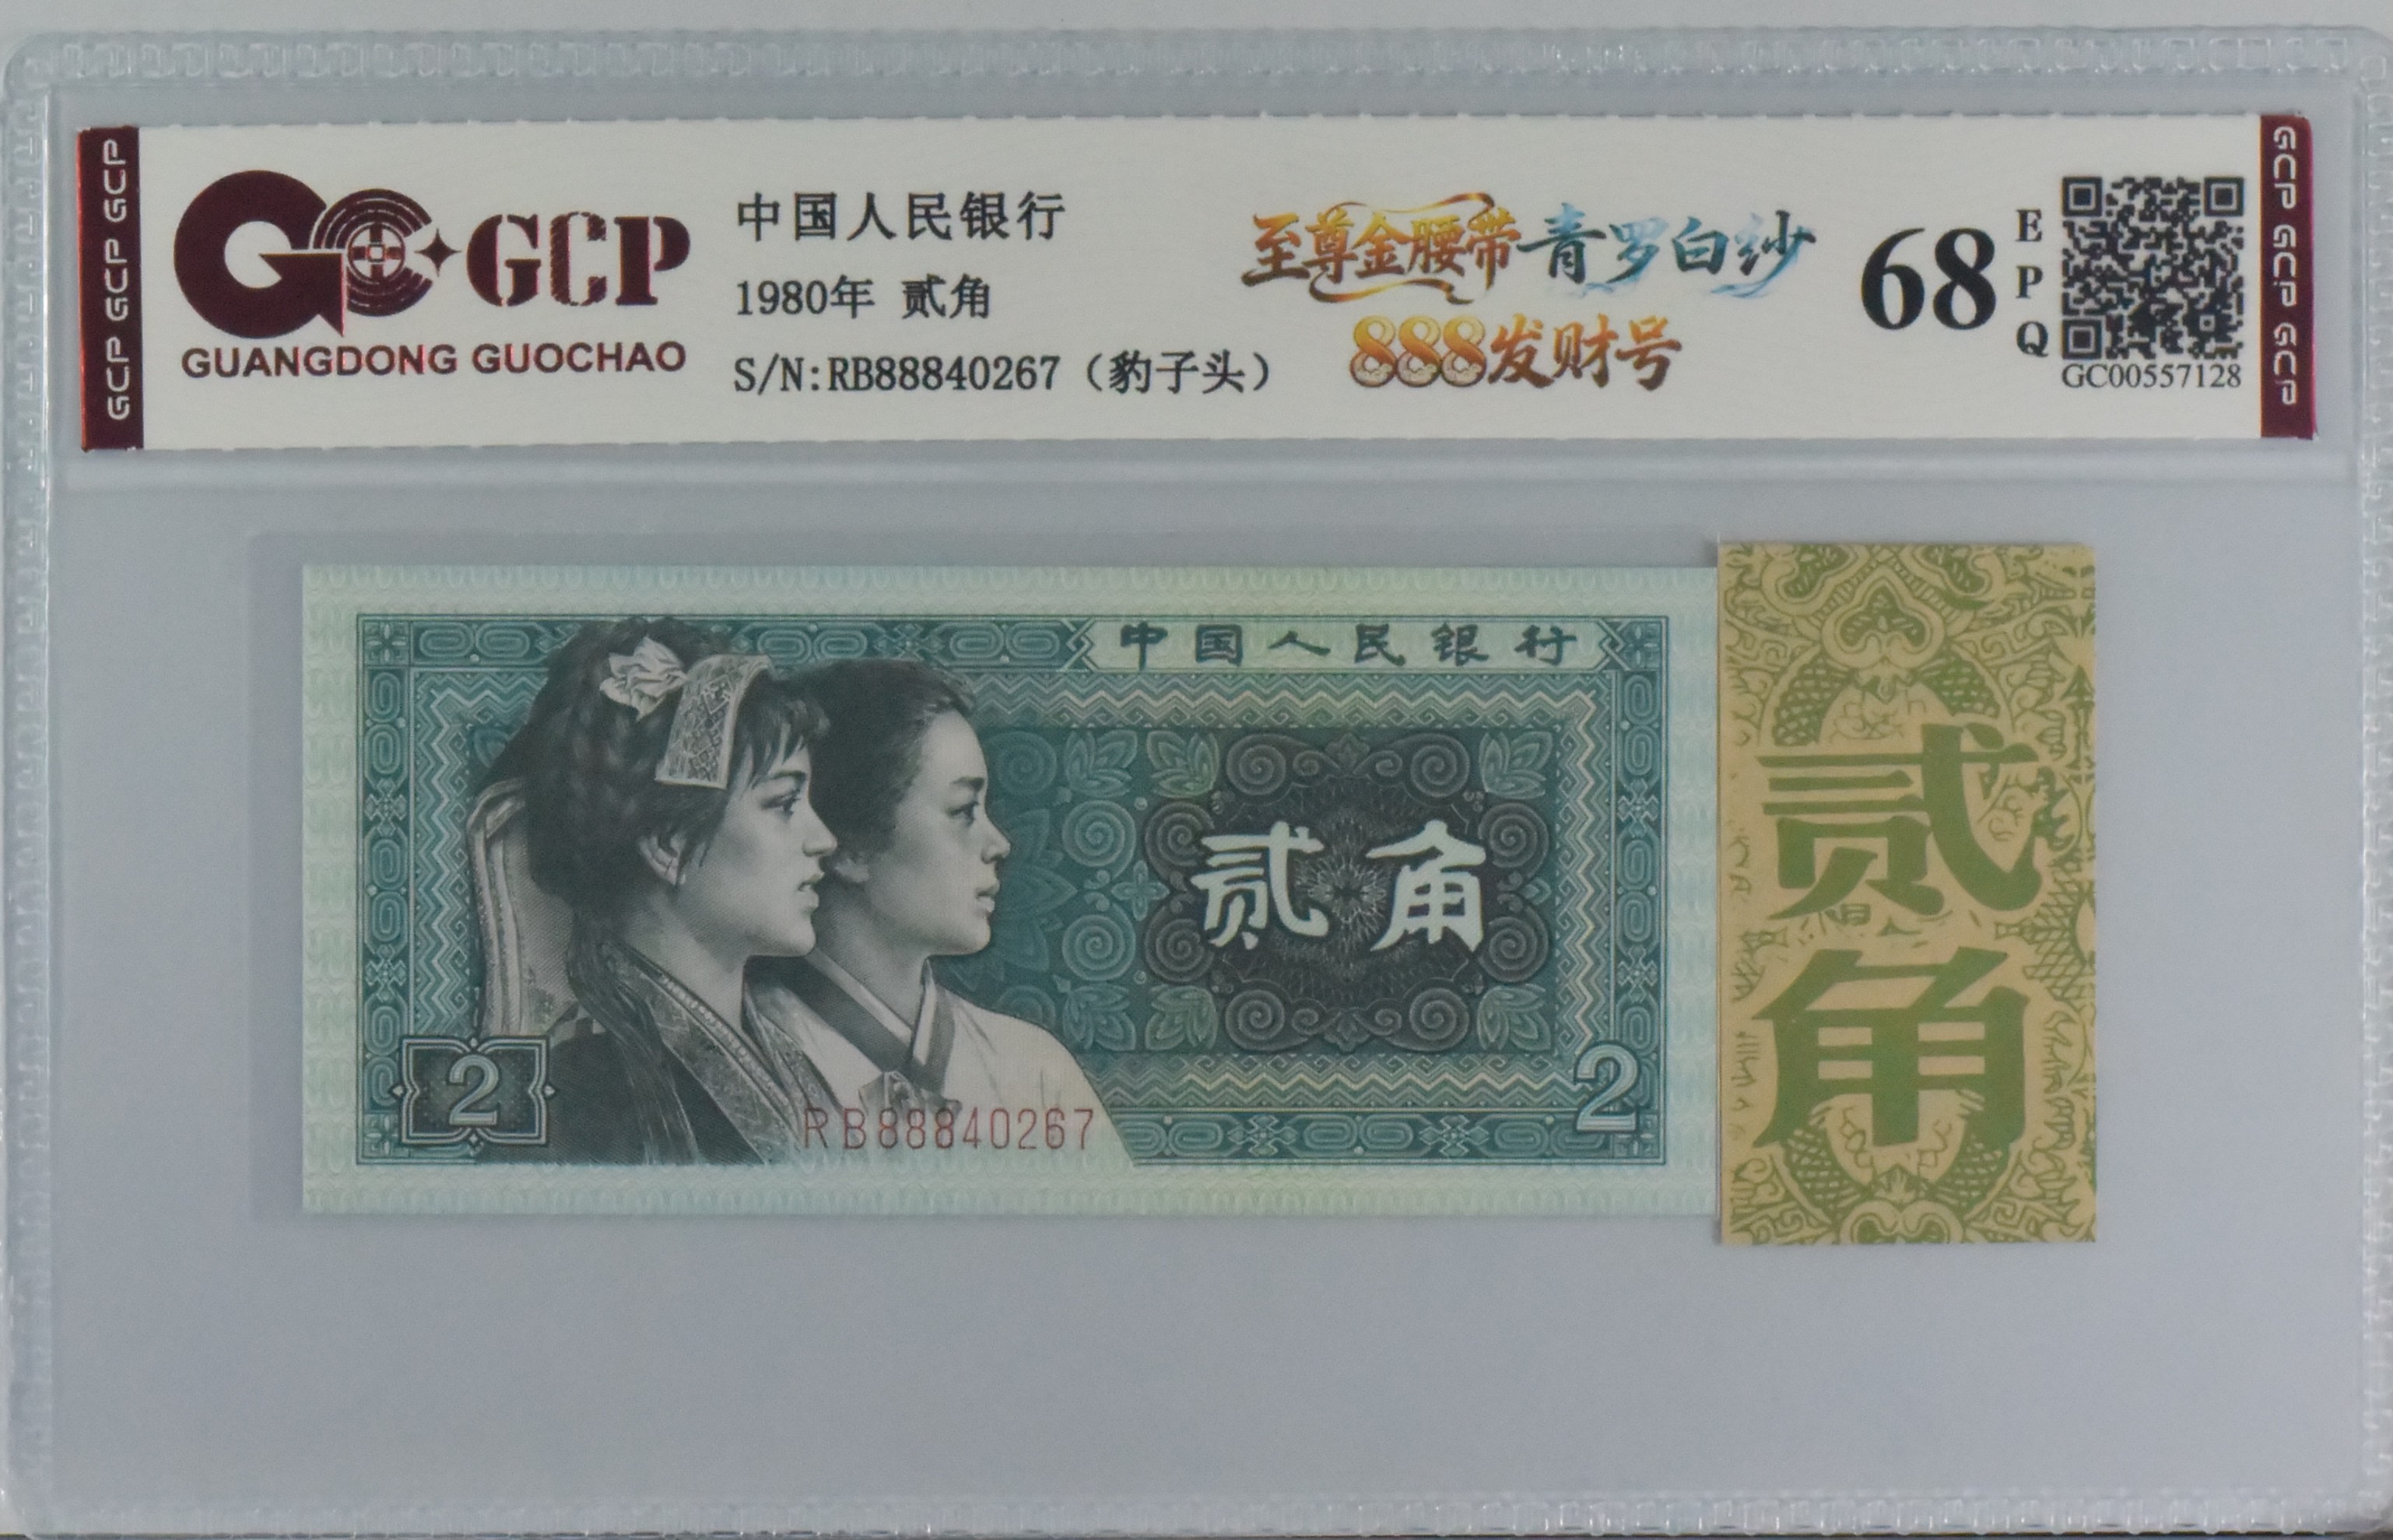 GCP GCP GCP
GCP
GUANGDONG GUOCHAO
中国人民银行
1980年 贰角
S/N:RB88840267（豹子头）
至尊金腰带青罗白纱
888发财号
68
EPQ
GC00557128
GCP GCP GCP
中国人民银行
贰角
2
RB88840267
2
贰
角